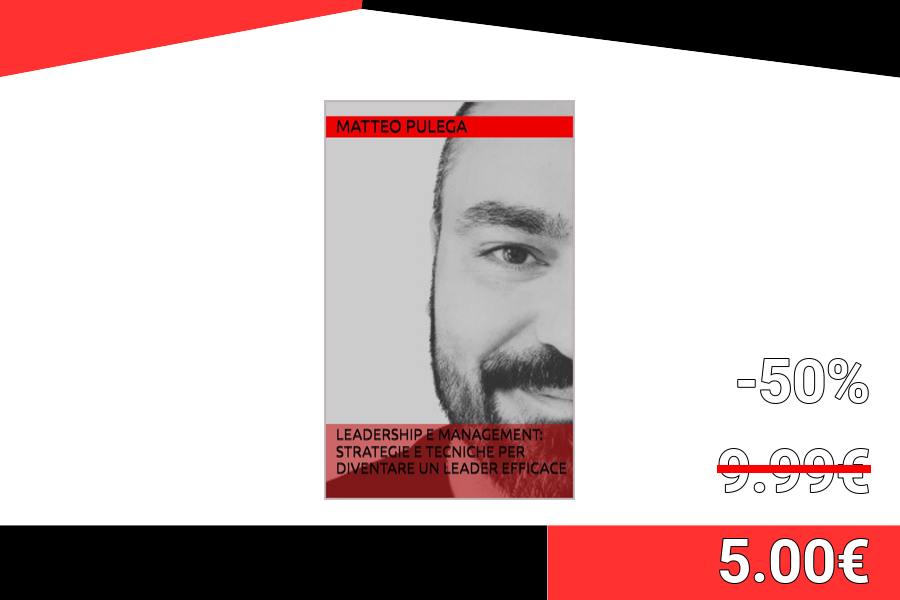 MATTEO PULEGA
LEADERSHIP E MANAGEMENT:
STRATEGIE E TECNICHE PER
DIVENTARE UN LEADER EFFICACE
-50%
9.99€
5.00€